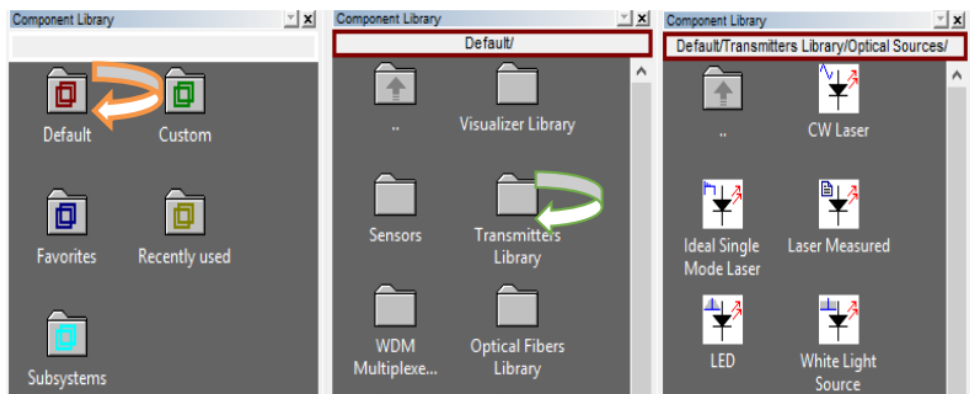 Component Library
Default
Custom
Favorites
Recently used
Subsystems
Component Library
Default/
..
Visualizer Library
Sensors
Transmitters
Library
WDM
Multiplexe...
Optical Fibers
Library
Component Library
Default/Transmitters Library/Optical Sources/
..
CW Laser
Ideal Single
Mode Laser
Laser Measured
LED
White Light
Source